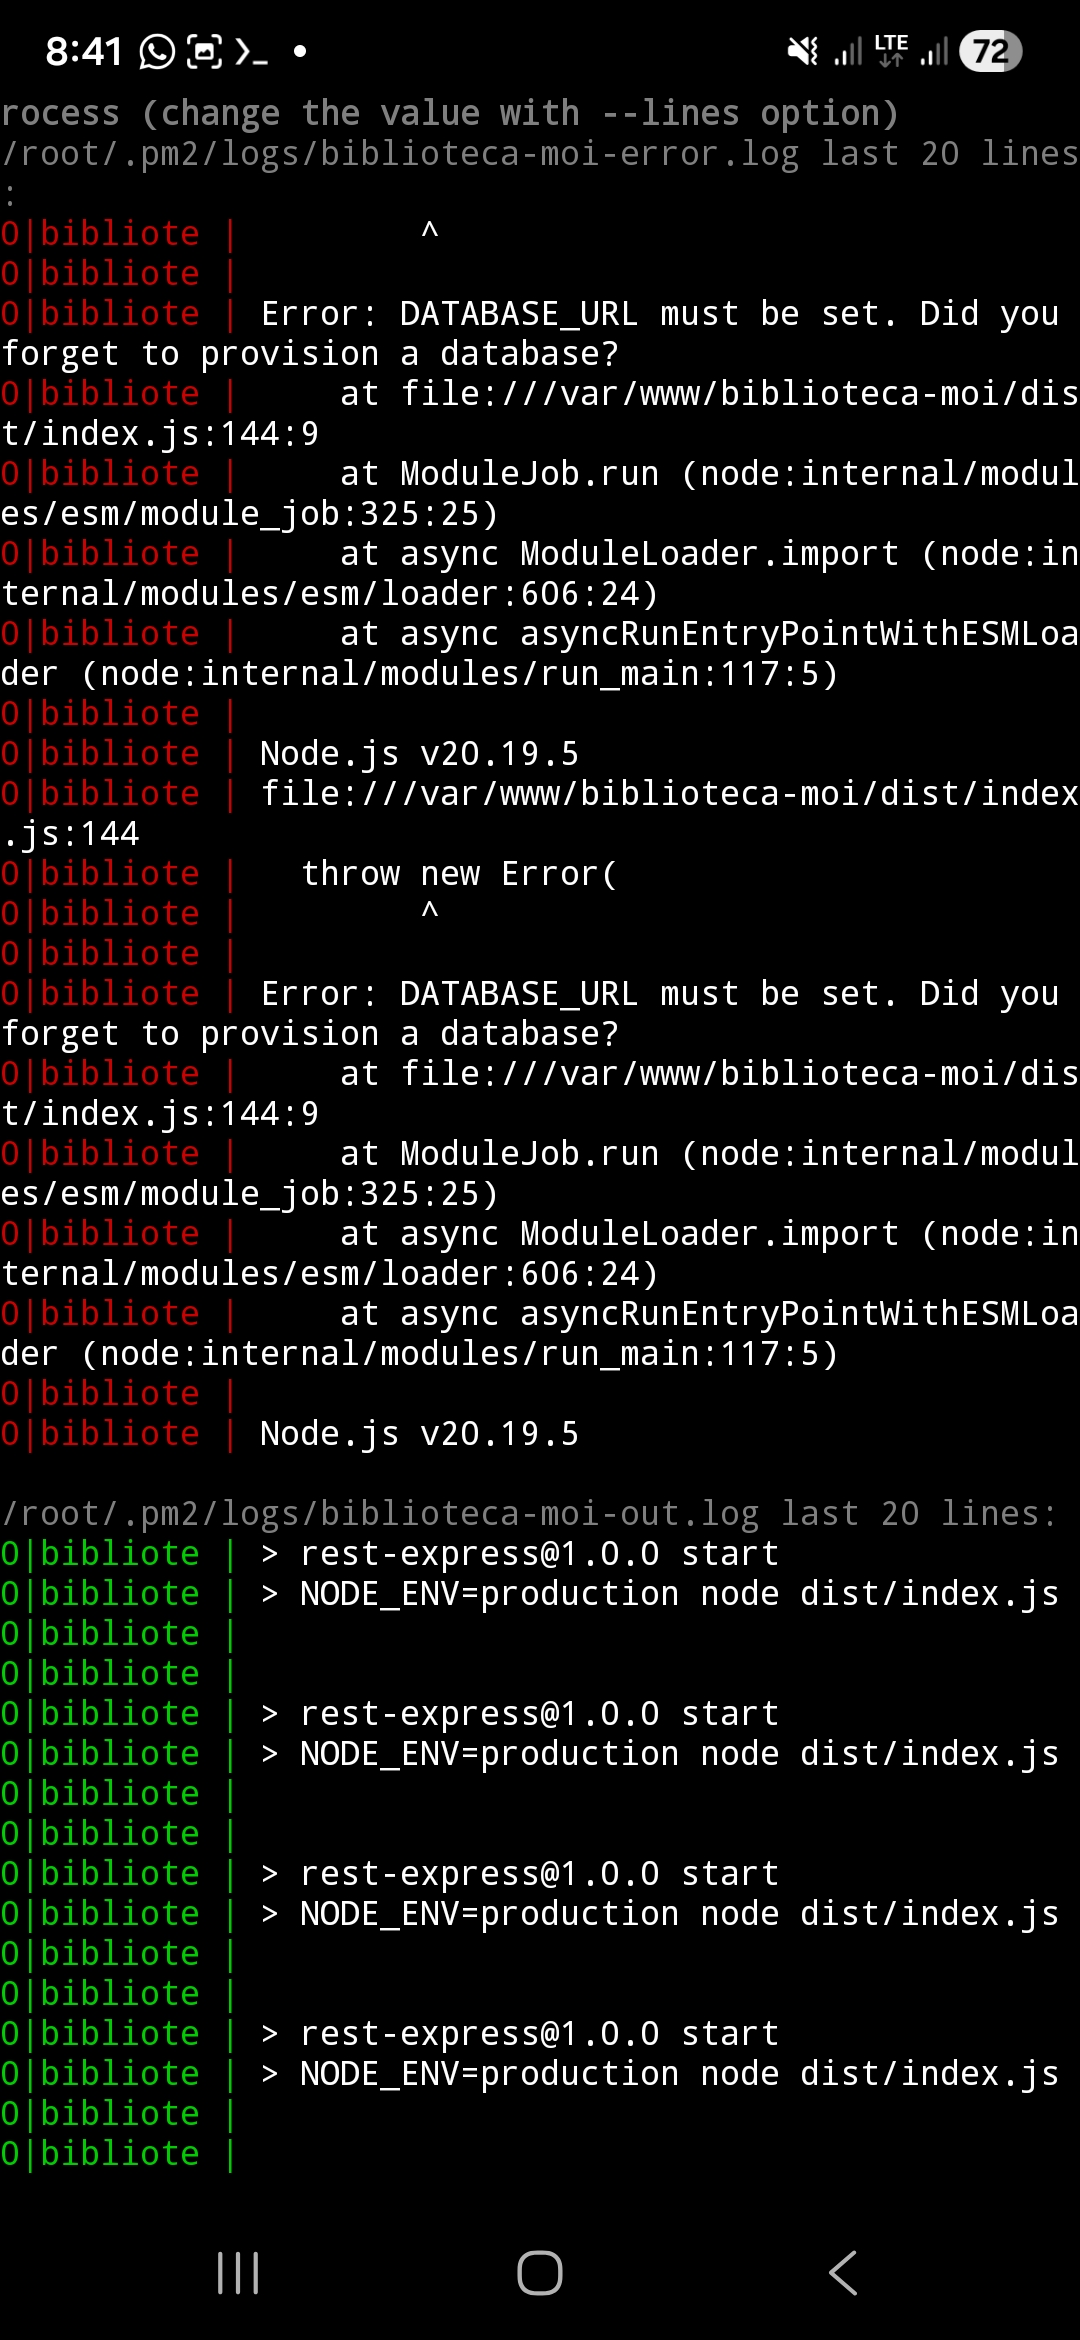 8:41
LTE
72
rocess (change the value with --lines option)
/root/.pm2/logs/biblioteca-moi-error.log last 20 lines
:
0|bibliote |         ^
0|bibliote |
0|bibliote | Error: DATABASE_URL must be set. Did you
forget to provision a database?
0|bibliote |     at file:///var/www/biblioteca-moi/dis
t/index.js:144:9
0|bibliote |     at ModuleJob.run (node:internal/modul
es/esm/module_job:325:25)
0|bibliote |     at async ModuleLoader.import (node:in
ternal/modules/esm/loader:606:24)
0|bibliote |     at async asyncRunEntryPointWithESMLoa
der (node:internal/modules/run_main:117:5)
0|bibliote |
0|bibliote | Node.js v20.19.5
0|bibliote | file:///var/www/biblioteca-moi/dist/index
.js:144
0|bibliote |   throw new Error(
0|bibliote |         ^
0|bibliote |
0|bibliote | Error: DATABASE_URL must be set. Did you
forget to provision a database?
0|bibliote |     at file:///var/www/biblioteca-moi/dis
t/index.js:144:9
0|bibliote |     at ModuleJob.run (node:internal/modul
es/esm/module_job:325:25)
0|bibliote |     at async ModuleLoader.import (node:in
ternal/modules/esm/loader:606:24)
0|bibliote |     at async asyncRunEntryPointWithESMLoa
der (node:internal/modules/run_main:117:5)
0|bibliote |
0|bibliote | Node.js v20.19.5
/root/.pm2/logs/biblioteca-moi-out.log last 20 lines:
0|bibliote | > rest-express@1.0.0 start
0|bibliote | > NODE_ENV=production node dist/index.js
0|bibliote |
0|bibliote |
0|bibliote | > rest-express@1.0.0 start
0|bibliote | > NODE_ENV=production node dist/index.js
0|bibliote |
0|bibliote |
0|bibliote | > rest-express@1.0.0 start
0|bibliote | > NODE_ENV=production node dist/index.js
0|bibliote |
0|bibliote |
0|bibliote | > rest-express@1.0.0 start
0|bibliote | > NODE_ENV=production node dist/index.js
0|bibliote |
0|bibliote |